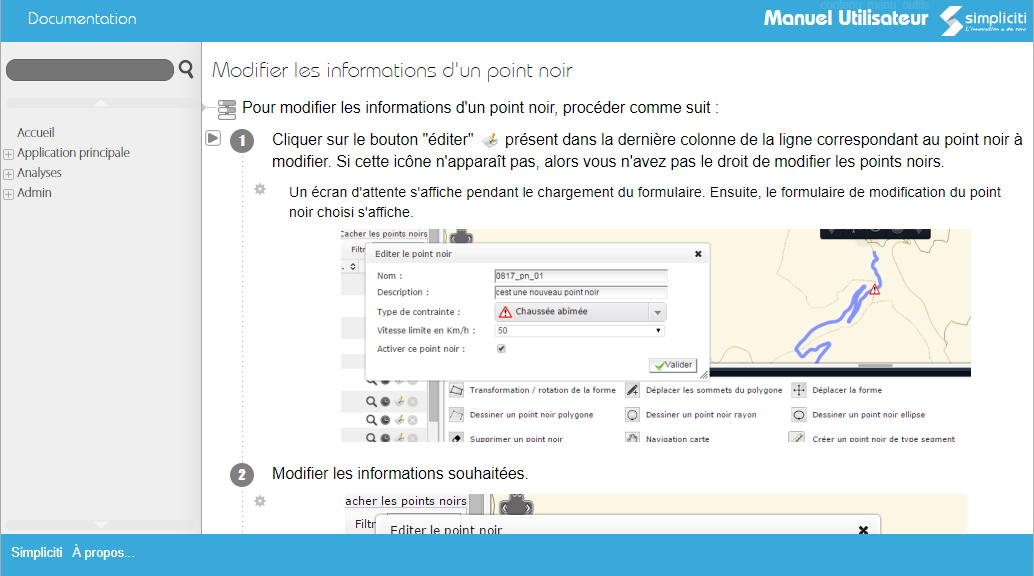 Documentation
contenu menu outils
Manuel Utilisateur
simpliciti
L'innovation a du sens
Modifier les informations d'un point noir
Pour modifier les informations d'un point noir, procéder comme suit :
Accueil
Application principale
Analyses
Admin
1
Cliquer sur le bouton "éditer" présent dans la dernière colonne de la ligne correspondant au point noir à
modifier. Si cette icône n'apparaît pas, alors vous n'avez pas le droit de modifier les points noirs.
Un écran d'attente s'affiche pendant le chargement du formulaire. Ensuite, le formulaire de modification du point
noir choisi s'affiche.
Cacher les points noirs
Filtr
Editer le point noir
Nom : 0817_pn_01
Description : cest une nouveau point noir
Type de contrainte : Chaussée abîmée
Vitesse limite en Km/h : 50
Activer ce point noir :
Valider
Transformation / rotation de la forme
Déplacer les sommets du polygone
Déplacer la forme
Dessiner un point noir polygone
Dessiner un point noir rayon
Dessiner un point noir ellipse
Supprimer un point noir
Navigation carte
Créer un point noir de type segment
2
Modifier les informations souhaitées.
acher les points noirs
Filtr
Editer le point noir
Simpliciti À propos...